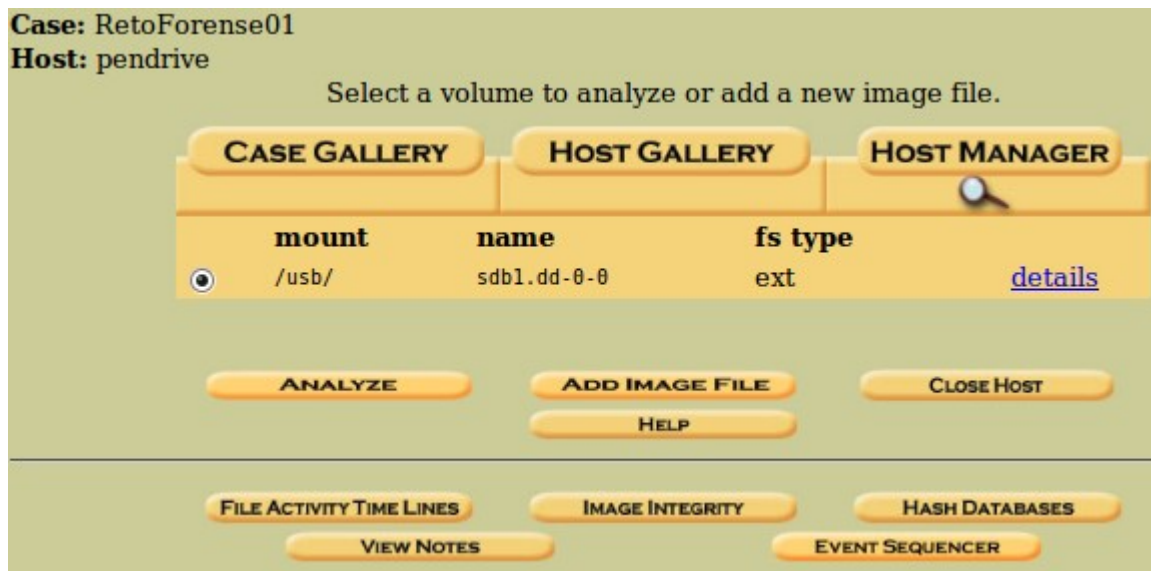 Case: RetoForense01
Host: pendrive
Select a volume to analyze or add a new image file.
CASE GALLERY HOST GALLERY HOST MANAGER
mount name fs type
/usb/ sdb1.dd-0-0 ext details
ANALYZE ADD IMAGE FILE CLOSE HOST
HELP
FILE ACTIVITY TIME LINES IMAGE INTEGRITY HASH DATABASES
VIEW NOTES EVENT SEQUENCER